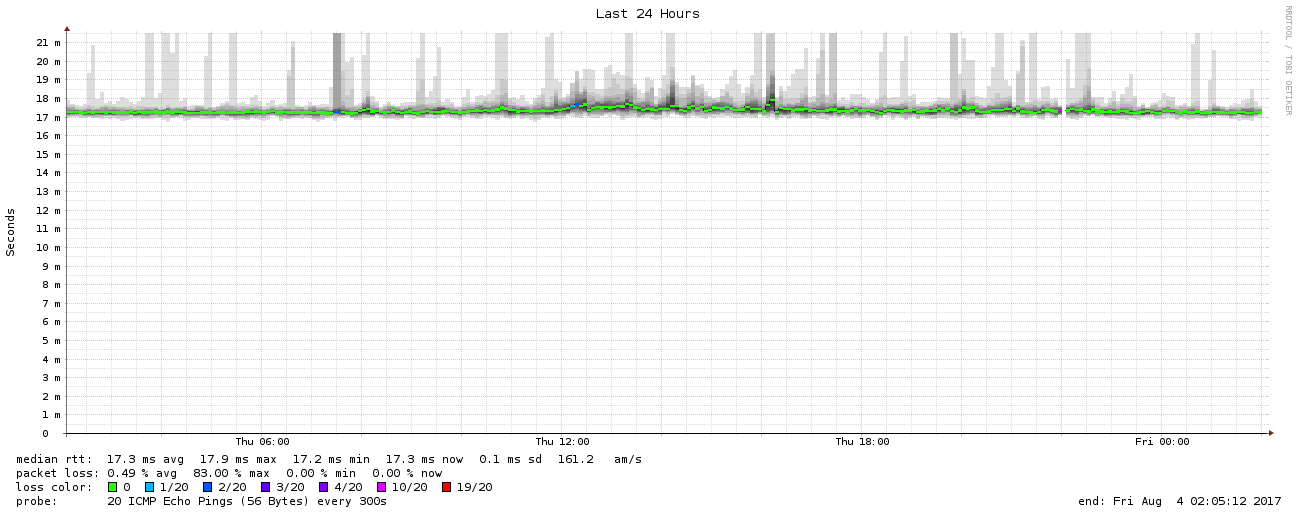 Last 24 Hours
RRDTOOL / TOBI OETIKER
Seconds
21 m
20 m
19 m
18 m
17 m
16 m
15 m
14 m
13 m
12 m
11 m
10 m
9 m
8 m
7 m
6 m
5 m
4 m
3 m
2 m
1 m
0
Thu 06:00 Thu 12:00 Thu 18:00 Fri 00:00
median rtt: 17.3 ms avg 17.9 ms max 17.2 ms min 17.3 ms now 0.1 ms sd 161.2 am/s
packet loss: 0.49 % avg 83.00 % max 0.00 % min 0.00 % now
loss color: 0 1/20 2/20 3/20 4/20 10/20 19/20
probe: 20 ICMP Echo Pings (56 Bytes) every 300s end: Fri Aug 4 02:05:12 2017